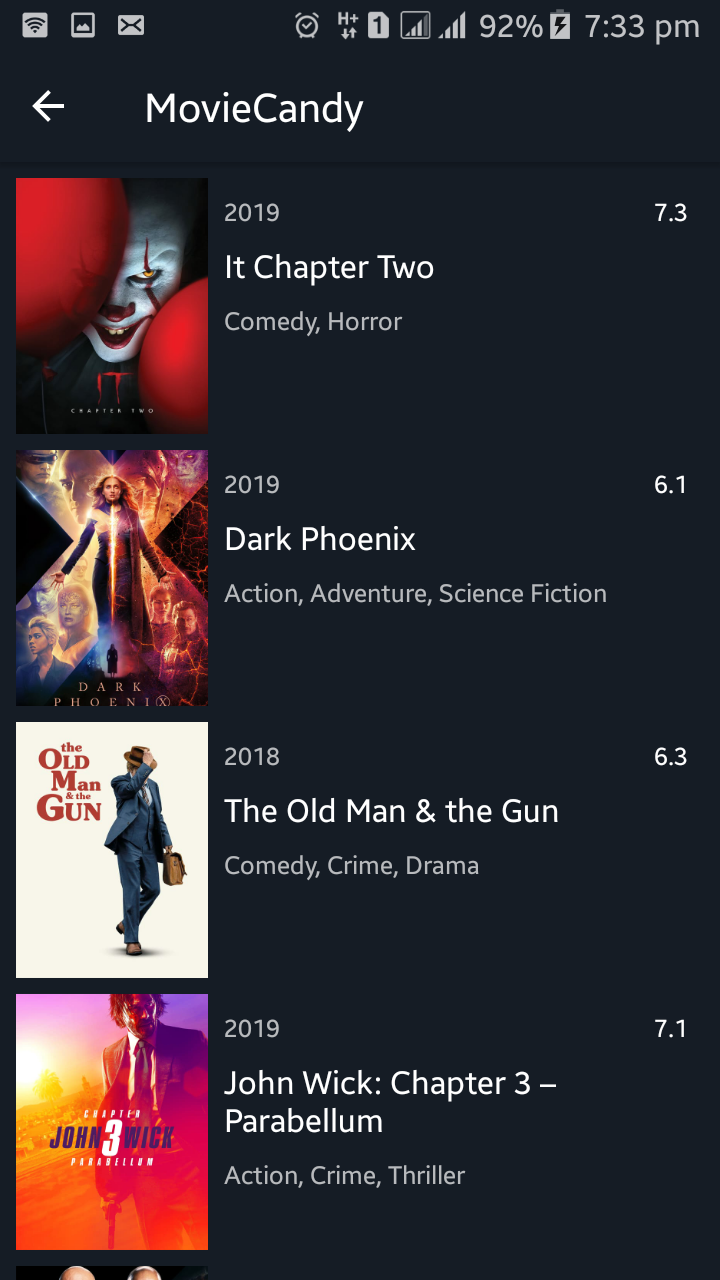 H+ 1 92% 7:33 pm
MovieCandy
2019 7.3
It Chapter Two
Comedy, Horror
IT
CHAPTER TWO
2019 6.1
Dark Phoenix
Action, Adventure, Science Fiction
DARK
PHOENIX
the
OLD
Man
& the
GUN
2018 6.3
The Old Man & the Gun
Comedy, Crime, Drama
2019 7.1
John Wick: Chapter 3 –
Parabellum
Action, Crime, Thriller
CHAPTER
JOHN 3 WICK
PARABELLUM